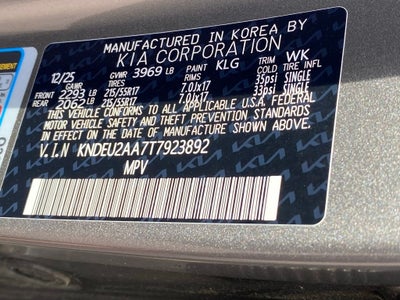 MANUFACTURED IN KOREA BY
KIA CORPORATION
12/25 GVWR 3969 LB PAINT KLG TRIM WK
GAWR RIMS
FRONT 2293 LB 215/55R17 7.0Jx17 35psi SINGLE
REAR 2062 LB 215/55R17 7.0Jx17 33psi SINGLE
THIS VEHICLE CONFORMS TO ALL APPLICABLE U.S.A. FEDERAL
MOTOR VEHICLE SAFETY AND THEFT PREVENTION STANDARDS
IN EFFECT ON THE DATE OF MANUFACTURE SHOWN ABOVE.
V.I.N KNDEU2AA7T7923892
MPV